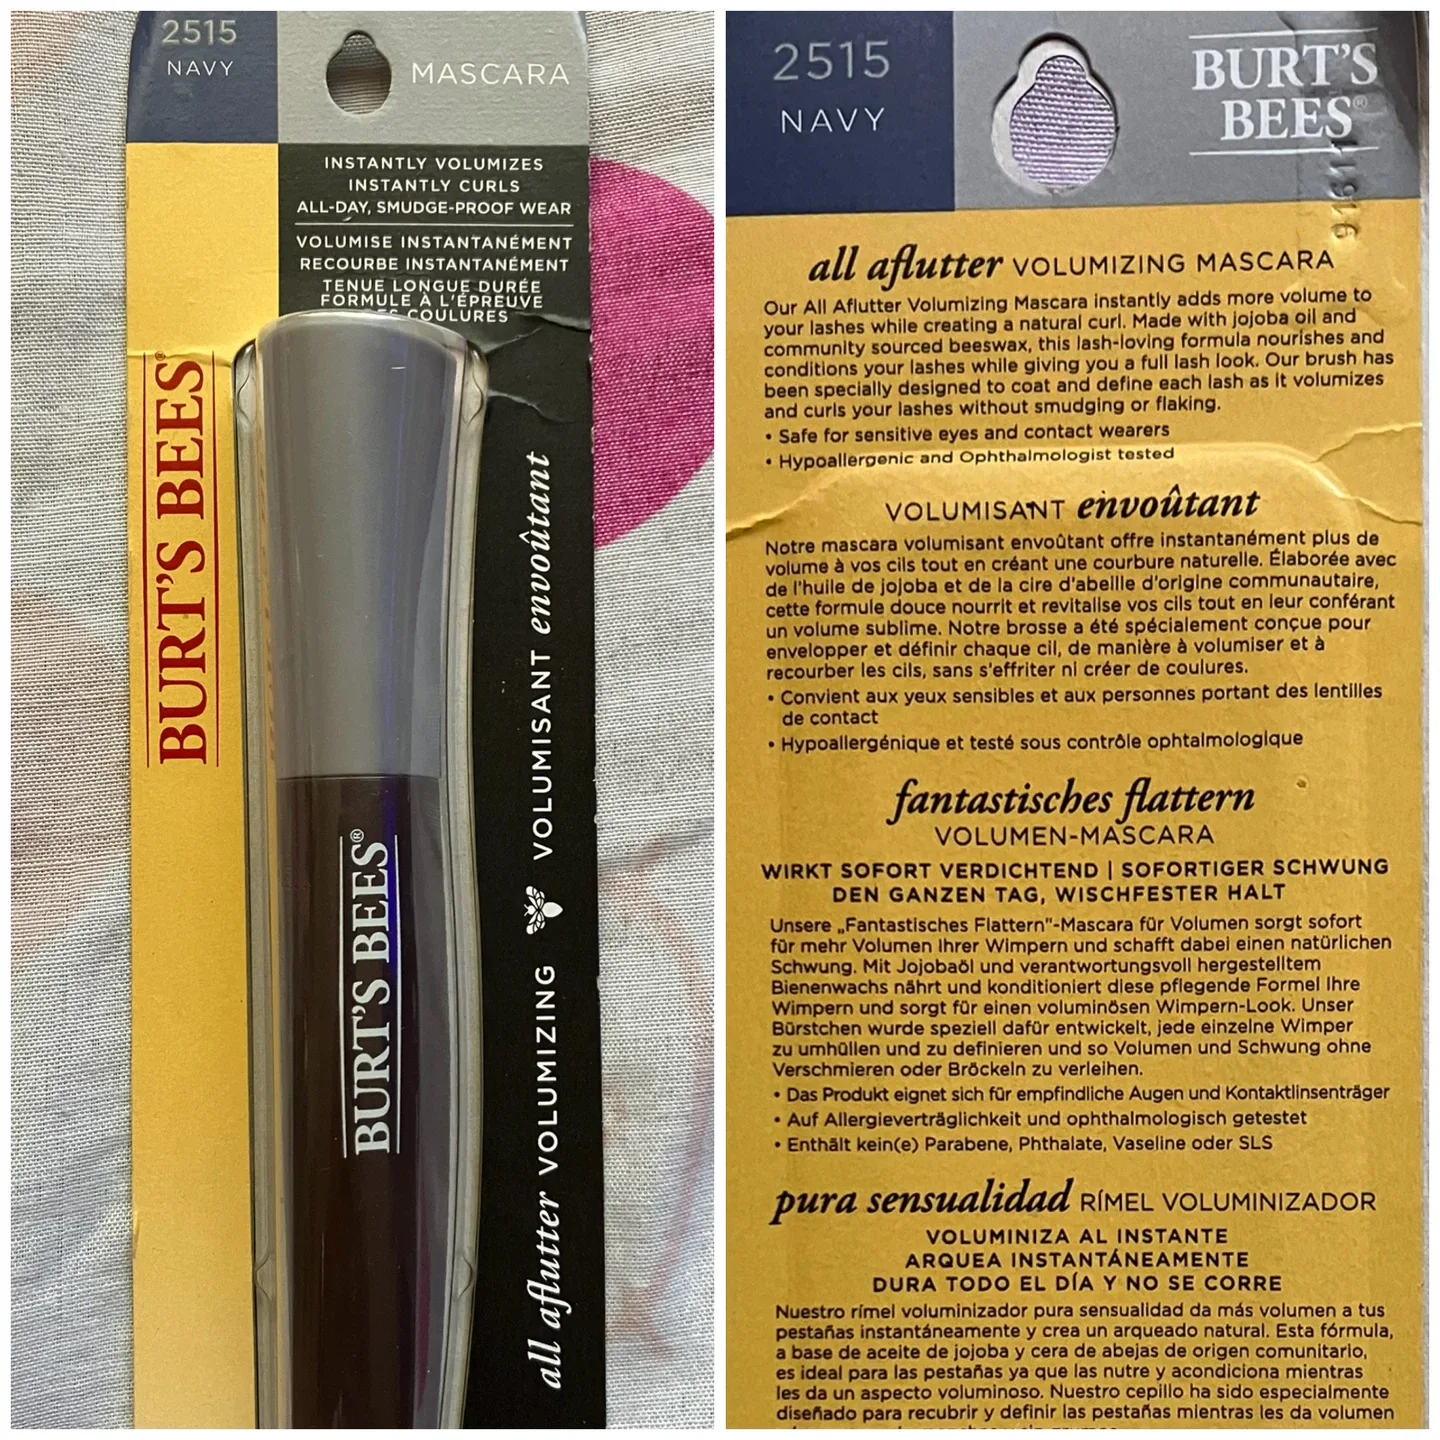 2515
NAVY
MASCARA
INSTANTLY VOLUMIZES
INSTANTLY CURLS
ALL-DAY, SMUDGE-PROOF WEAR
VOLUMISE INSTANTANÉMENT
RECOURBE INSTANTANÉMENT
TENUE LONGUE DURÉE
FORMULE À L'ÉPREUVE
COULURES
BURT'S BEES®
BURT'S BEES®
all aflutter VOLUMIZING VOLUMISANT envoûtant
2515
NAVY
BURT'S
BEES®
all aflutter VOLUMIZING MASCARA
Our All Aflutter Volumizing Mascara instantly adds more volume to
your lashes while creating a natural curl. Made with jojoba oil and
community sourced beeswax, this lash-loving formula nourishes and
conditions your lashes while giving you a full lash look. Our brush has
been specially designed to coat and define each lash as it volumizes
and curls your lashes without smudging or flaking.
• Safe for sensitive eyes and contact wearers
• Hypoallergenic and Ophthalmologist tested
VOLUMISANT envoûtant
Notre mascara volumisant envoûtant offre instantanément plus de
volume à vos cils tout en créant une courbure naturelle. Élaborée avec
de l'huile de jojoba et de la cire d'abeille d'origine communautaire,
cette formule douce nourrit et revitalise vos cils tout en leur conférant
un volume sublime. Notre brosse a été spécialement conçue pour
envelopper et définir chaque cil, de manière à volumiser et à
recourber les cils, sans s'effriter ni créer de coulures.
• Convient aux yeux sensibles et aux personnes portant des lentilles
de contact
• Hypoallergénique et testé sous contrôle ophtalmologique
fantastisches flattern
VOLUMEN-MASCARA
WIRKT SOFORT VERDICHTEND | SOFORTIGER SCHWUNG
DEN GANZEN TAG, WISCHFESTER HALT
Unsere „Fantastisches Flattern"-Mascara für Volumen sorgt sofort
für mehr Volumen Ihrer Wimpern und schafft dabei einen natürlichen
Schwung. Mit Jojobaöl und verantwortungsvoll hergestelltem
Bienenwachs nährt und konditioniert diese pflegende Formel Ihre
Wimpern und sorgt für einen voluminösen Wimpern-Look. Unser
Bürstchen wurde speziell dafür entwickelt, jede einzelne Wimper
zu umhüllen und zu definieren und so Volumen und Schwung ohne
Verschmieren oder Bröckeln zu verleihen.
• Das Produkt eignet sich für empfindliche Augen und Kontaktlinsenträger
• Auf Allergieverträglichkeit und ophthalmologisch getestet
• Enthält kein(e) Parabene, Phthalate, Vaseline oder SLS
pura sensualidad RÍMEL VOLUMINIZADOR
VOLUMINIZA AL INSTANTE
ARQUEA INSTANTÁNEAMENTE
DURA TODO EL DÍA Y NO SE CORRE
Nuestro rímel voluminizador pura sensualidad da más volumen a tus
pestañas instantáneamente y crea un arqueado natural. Esta fórmula,
a base de aceite de jojoba y cera de abejas de origen comunitario,
es ideal para las pestañas ya que las nutre y acondiciona mientras
les da un aspecto voluminoso. Nuestro cepillo ha sido especialmente
diseñado para recubrir y definir las pestañas mientras les da volumen